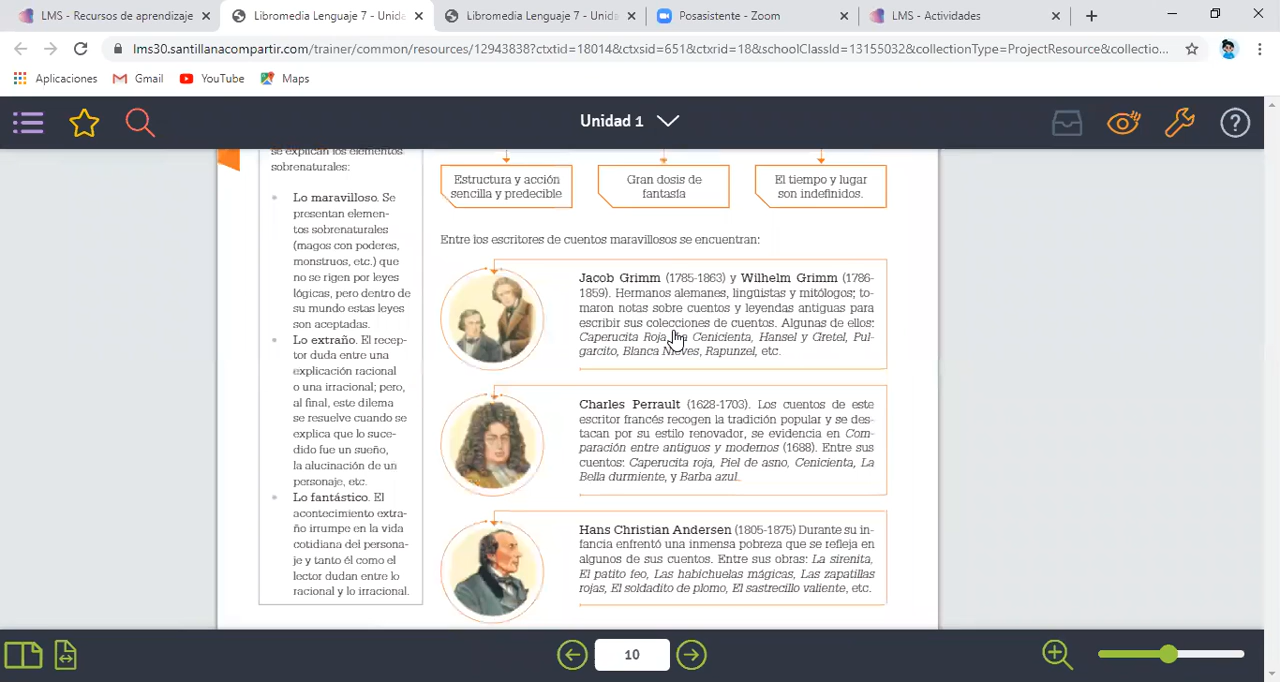 LMS - Recursos de aprendizaje
Libromedia Lenguaje 7 - Unida
Libromedia Lenguaje 7 - Unida
Posasistente - Zoom
LMS - Actividades
lms30.santillanacompartir.com/trainer/common/resources/12943838?ctxtid=18014&ctxsid=651&ctxrid=18&schoolClassId=13155032&collectionType=ProjectResource&collectio...
Aplicaciones
Gmail
YouTube
Maps
Unidad 1
se explican los elementos
sobrenaturales:
Lo maravilloso. Se
presentan elemen-
tos sobrenaturales
(magos con poderes,
monstruos, etc.) que
no se rigen por leyes
lógicas, pero dentro de
su mundo estas leyes
son aceptadas.
Lo extraño. El recep-
tor duda entre una
explicación racional
o una irracional; pero,
al final, este dilema
se resuelve cuando se
explica que lo suce-
dido fue un sueño,
la alucinación de un
personaje, etc.
Lo fantástico. El
acontecimiento extra-
ño irrumpe en la vida
cotidiana del persona-
je y tanto él como el
lector dudan entre lo
racional y lo irracional.
Estructura y acción
sencilla y predecible
Gran dosis de
fantasía
El tiempo y lugar
son indefinidos.
Entre los escritores de cuentos maravillosos se encuentran:
Jacob Grimm (1785-1863) y Wilhelm Grimm (1786-
1859). Hermanos alemanes, lingüistas y mitólogos; to-
maron notas sobre cuentos y leyendas antiguas para
escribir sus colecciones de cuentos. Algunas de ellos:
Caperucita Roja, La Cenicienta, Hansel y Gretel, Pul-
garcito, Blanca Nieves, Rapunzel, etc.
Charles Perrault (1628-1703). Los cuentos de este
escritor francés recogen la tradición popular y se des-
tacan por su estilo renovador, se evidencia en Com-
paración entre antiguos y modernos (1688). Entre sus
cuentos: Caperucita roja, Piel de asno, Cenicienta, La
Bella durmiente, y Barba azul.
Hans Christian Andersen (1805-1875) Durante su in-
fancia enfrentó una inmensa pobreza que se refleja en
algunos de sus cuentos. Entre sus obras: La sirenita,
El patito feo, Las habichuelas mágicas, Las zapatillas
rojas, El soldadito de plomo, El sastrecillo valiente, etc.
10